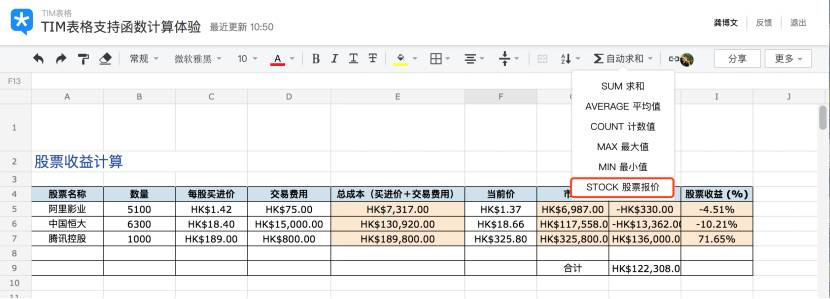 TIM表格
TIM表格支持函数计算体验 最近更新 10:50 龚博文 反馈 退出
常规 微软雅黑 10 A B I T T 自动求和 分享 更多
F13
A B C D E F I J
SUM 求和
AVERAGE 平均值
COUNT 计数值
MAX 最大值
MIN 最小值
STOCK 股票报价
1
2 股票收益计算
3
4 股票名称 数量 每股买进价 交易费用 总成本（买进价＋交易费用） 当前价 市 股票收益 (%)
5 阿里影业 5100 HK$1.42 HK$75.00 HK$7,317.00 HK$1.37 HK$6,987.00 -HK$330.00 -4.51%
6 中国恒大 6300 HK$18.40 HK$15,000.00 HK$130,920.00 HK$18.66 HK$117,558.0 -HK$13,362.00 -10.21%
7 腾讯控股 1000 HK$189.00 HK$800.00 HK$189,800.00 HK$325.80 HK$325,800.0 HK$136,000.0 71.65%
8
9 合计 HK$122,308.0
10
11